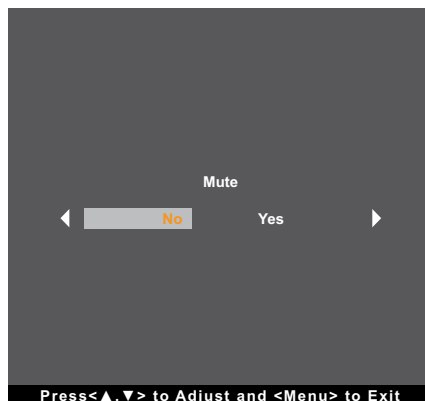 Mute
No Yes
Press<▲,▼> to Adjust and <Menu> to Exit